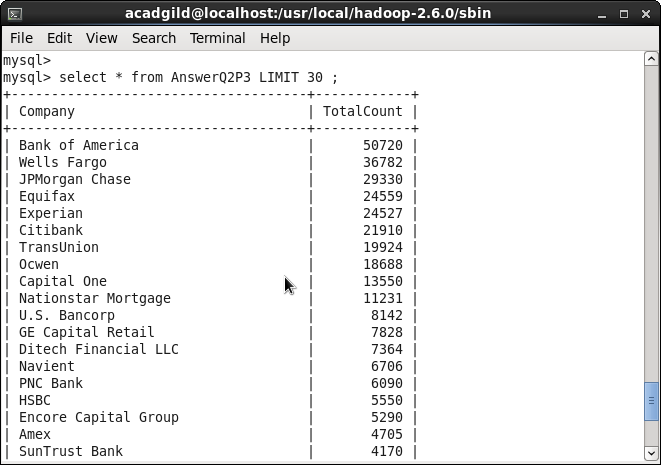 acadgild@localhost:/usr/local/hadoop-2.6.0/sbin
File Edit View Search Terminal Help
mysql>
mysql> select * from AnswerQ2P3 LIMIT 30 ;
+-------------------------------------+------------+
| Company | TotalCount |
+-------------------------------------+------------+
| Bank of America | 50720 |
| Wells Fargo | 36782 |
| JPMorgan Chase | 29330 |
| Equifax | 24559 |
| Experian | 24527 |
| Citibank | 21910 |
| TransUnion | 19924 |
| Ocwen | 18688 |
| Capital One | 13550 |
| Nationstar Mortgage | 11231 |
| U.S. Bancorp | 8142 |
| GE Capital Retail | 7828 |
| Ditech Financial LLC | 7364 |
| Navient | 6706 |
| PNC Bank | 6090 |
| HSBC | 5550 |
| Encore Capital Group | 5290 |
| Amex | 4705 |
| SunTrust Bank | 4170 |